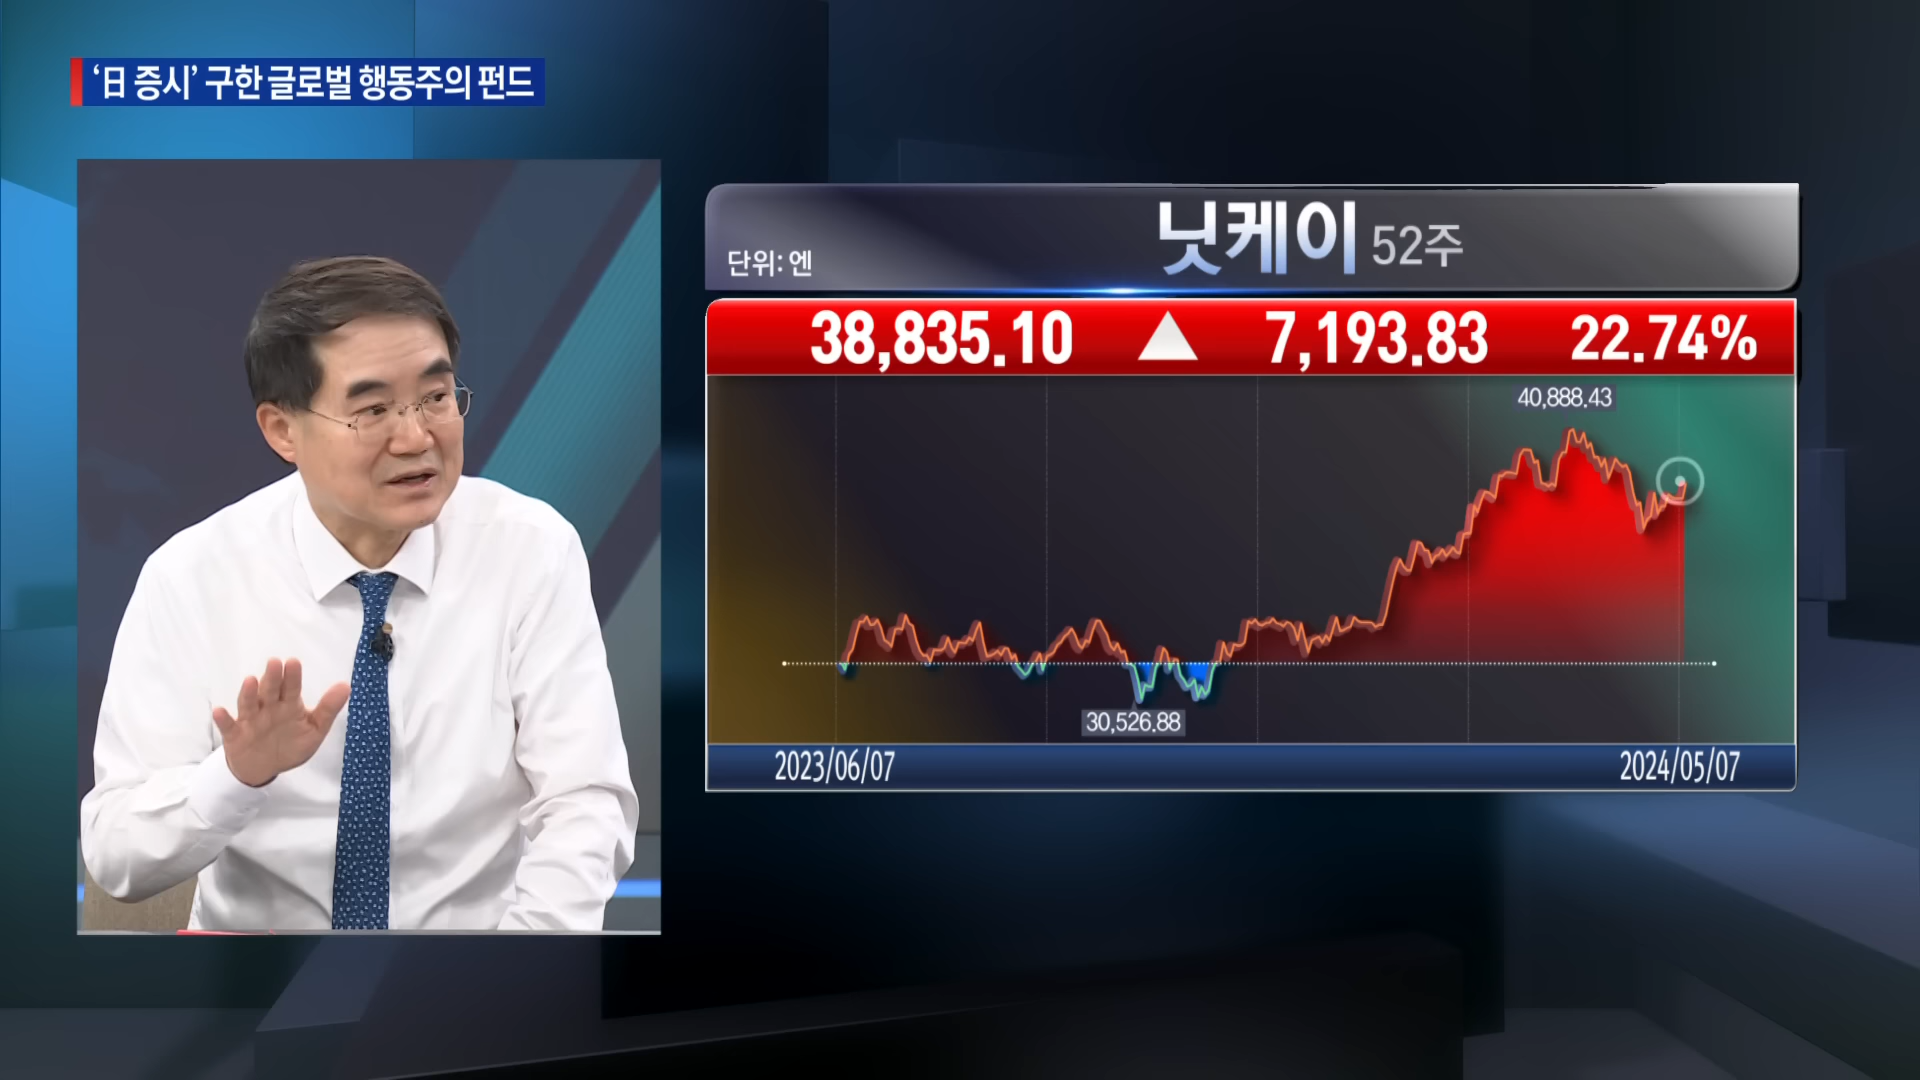 ‘日 증시’ 구한 글로벌 행동주의 펀드
닛케이 52주
단위: 엔
38,835.10 ▲ 7,193.83 22.74%
40,888.43
30,526.88
2023/06/07 2024/05/07